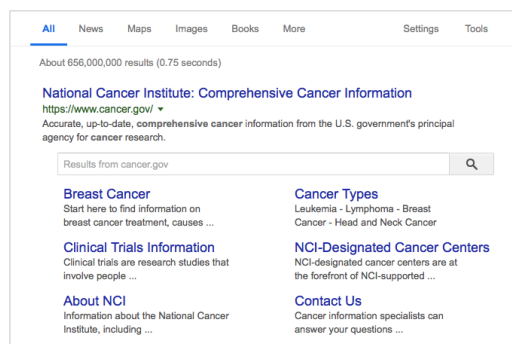 All News Maps Images Books More Settings Tools
About 656,000,000 results (0.75 seconds)
National Cancer Institute: Comprehensive Cancer Information
https://www.cancer.gov/
Accurate, up-to-date, comprehensive cancer information from the U.S. government's principal
agency for cancer research.
Results from cancer.gov
Breast Cancer
Start here to find information on
breast cancer treatment, causes ...
Cancer Types
Leukemia - Lymphoma - Breast
Cancer - Head and Neck Cancer
Clinical Trials Information
Clinical trials are research studies that
involve people ...
NCI-Designated Cancer Centers
NCI-designated cancer centers are at
the forefront of NCI-supported ...
About NCI
Information about the National Cancer
Institute, including ...
Contact Us
Cancer information specialists can
answer your questions ...